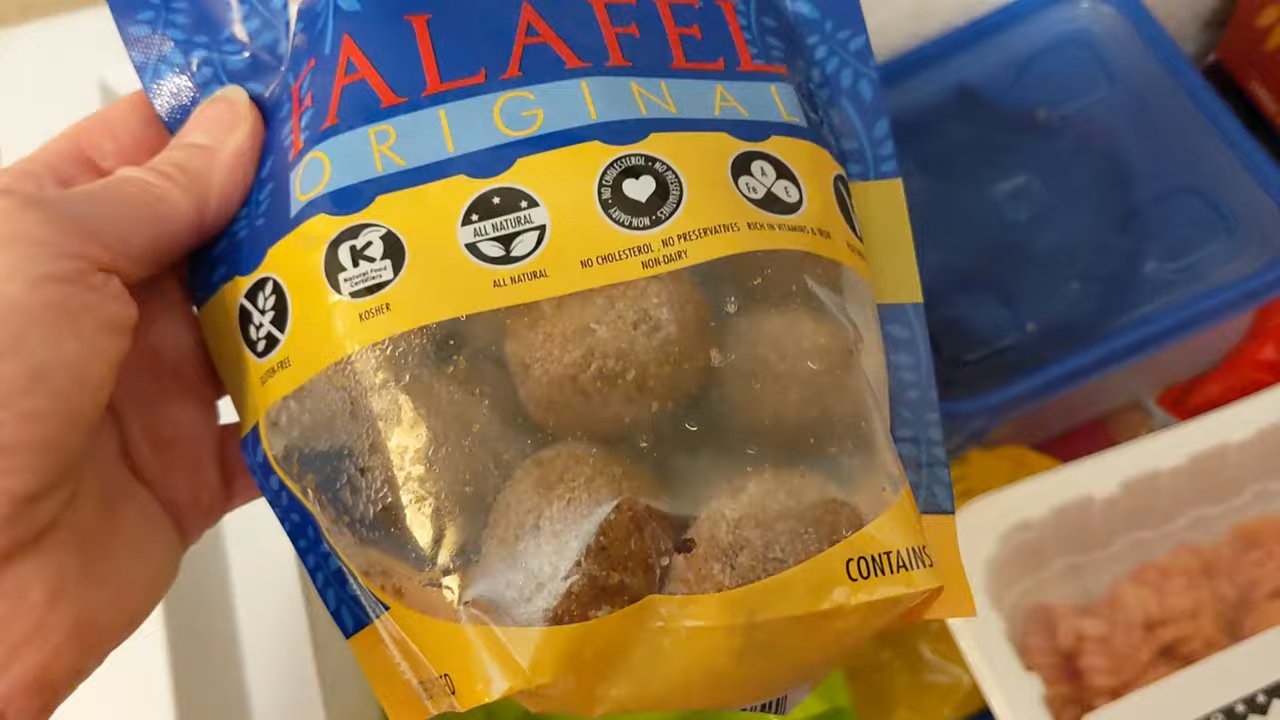 FALAFEL
ORIGINAL
GLUTEN-FREE
K
Natural Food
Certifiers
KOSHER
ALL NATURAL
ALL NATURAL
NO CHOLESTEROL • NO PRESERVATIVES • NON-DAIRY •
NO CHOLESTEROL , NO PRESERVATIVES
NON-DAIRY
A
Fe
E
RICH IN VITAMINS & IRON
CONTAINS